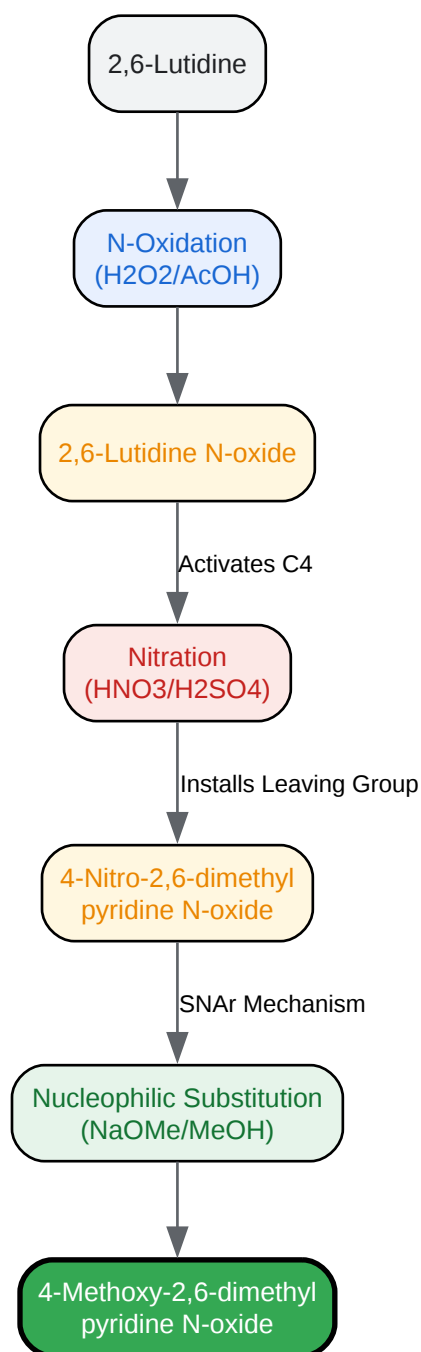 2,6-Lutidine
N-Oxidation
(H2O2/AcOH)
2,6-Lutidine N-oxide
Activates C4
Nitration
(HNO3/H2SO4)
Installs Leaving Group
4-Nitro-2,6-dimethyl
pyridine N-oxide
SNAr Mechanism
Nucleophilic Substitution
(NaOMe/MeOH)
4-Methoxy-2,6-dimethyl
pyridine N-oxide